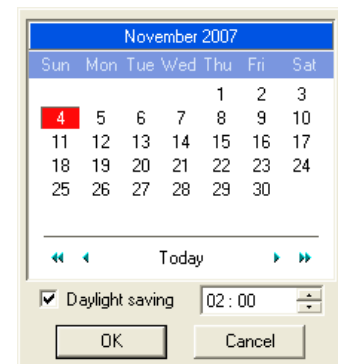 November 2007
Sun Mon Tue Wed Thu Fri Sat
1 2 3
4 5 6 7 8 9 10
11 12 13 14 15 16 17
18 19 20 21 22 23 24
25 26 27 28 29 30
Today
Daylight saving 02 : 00
OK Cancel